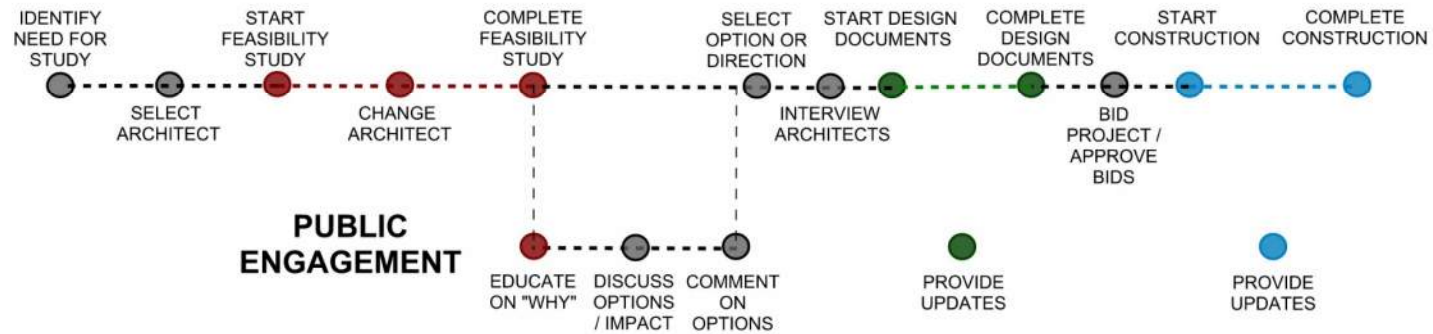 IDENTIFY
NEED FOR
STUDY
SELECT
ARCHITECT
START
FEASIBILITY
STUDY
CHANGE
ARCHITECT
COMPLETE
FEASIBILITY
STUDY
SELECT
OPTION OR
DIRECTION
INTERVIEW
ARCHITECTS
START DESIGN
DOCUMENTS
COMPLETE
DESIGN
DOCUMENTS
BID
PROJECT /
APPROVE
BIDS
START
CONSTRUCTION
COMPLETE
CONSTRUCTION
PUBLIC
ENGAGEMENT
EDUCATE
ON "WHY"
DISCUSS
OPTIONS
/ IMPACT
COMMENT
ON
OPTIONS
PROVIDE
UPDATES
PROVIDE
UPDATES